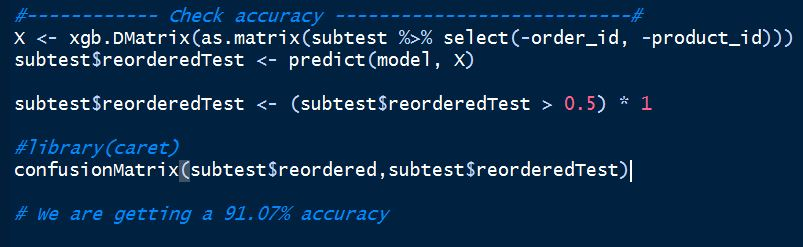 #------------ Check accuracy ---------------------------#
X <- xgb.DMatrix(as.matrix(subtest %>% select(-order_id, -product_id)))
subtest$reorderedTest <- predict(model, X)
subtest$reorderedTest <- (subtest$reorderedTest > 0.5) * 1
#library(caret)
confusionMatrix(subtest$reordered,subtest$reorderedTest)
# We are getting a 91.07% accuracy